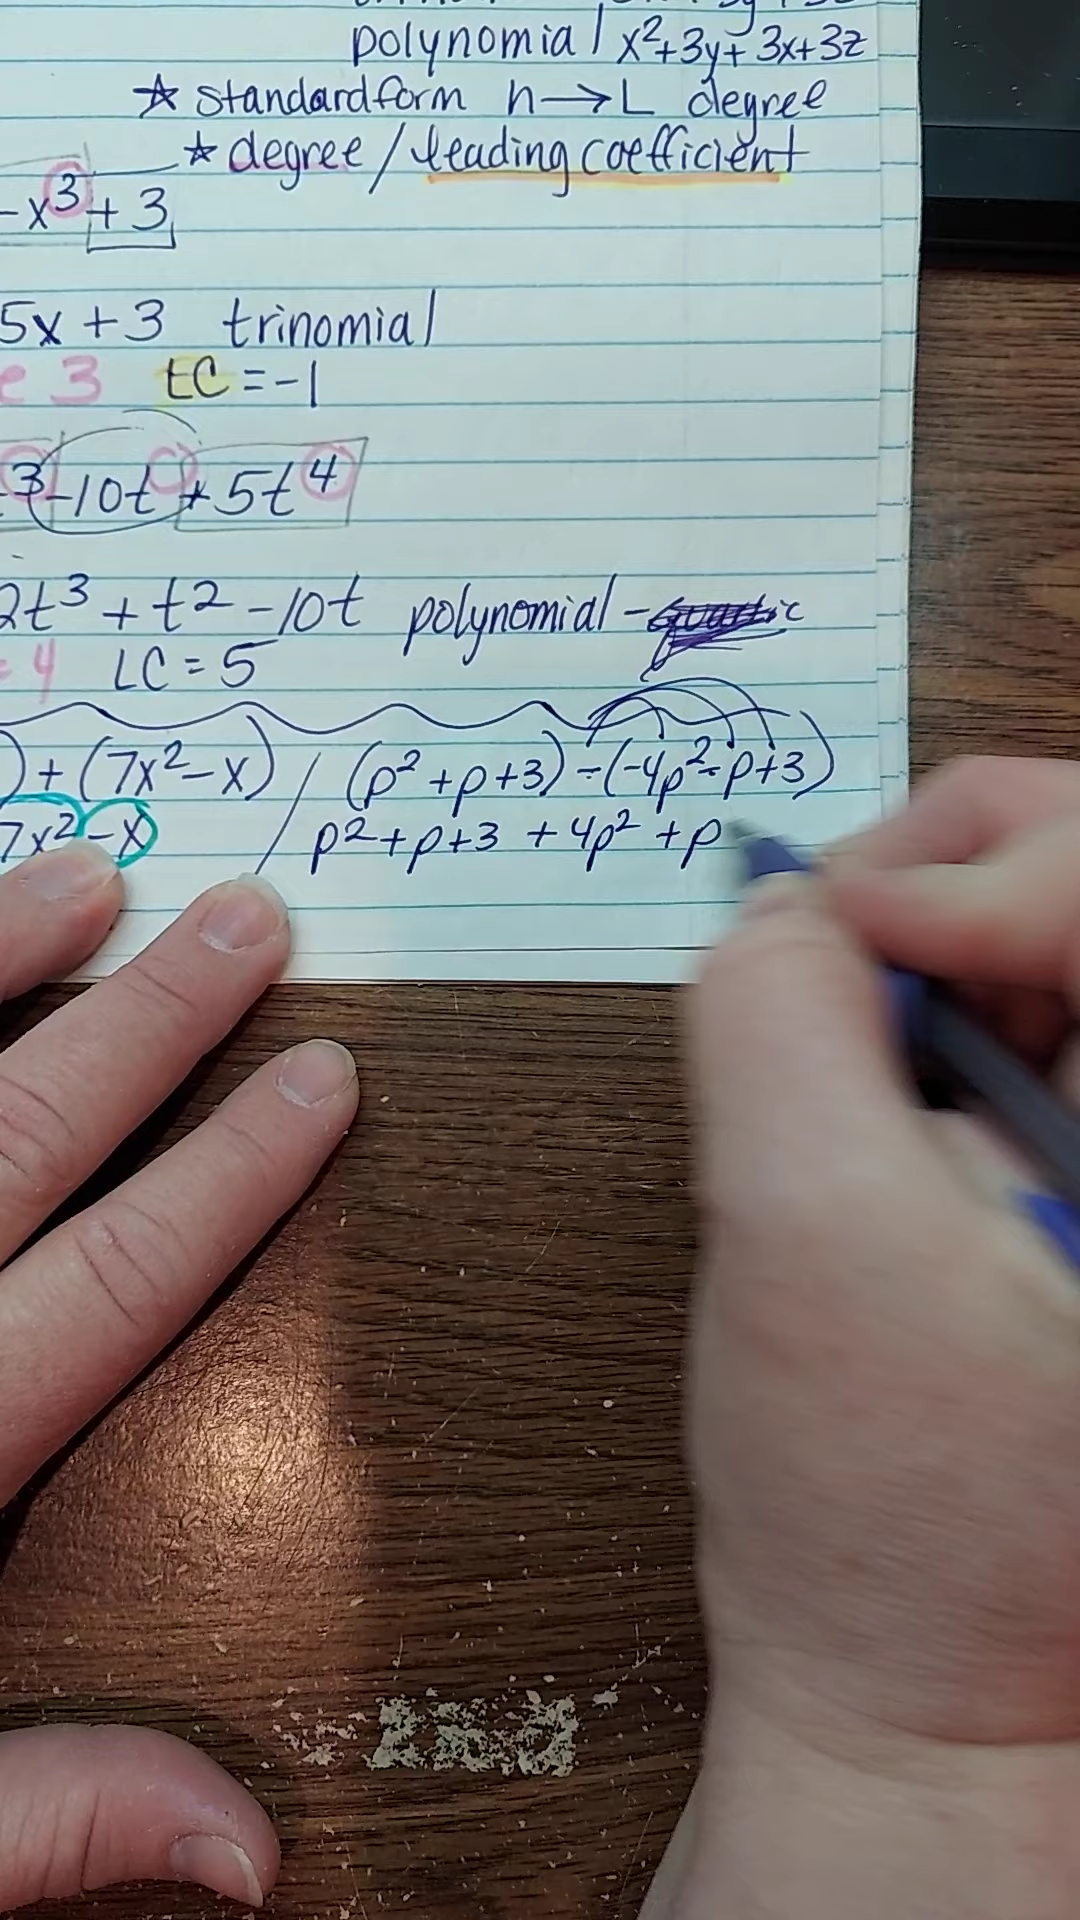 polynomial / x²+3y+3x+3z
☆ standard form h→L degree
☆ degree / leading coefficient
-x³+3
5x+3 trinomial
e 3 LC=-1
3-10t+5t⁴
2t³+t²-10t polynomial -
=4 LC=5
)+(7x²-x) / (p²+p+3)-(-4p²-p+3)
7x²-x / p²+p+3 +4p² +p